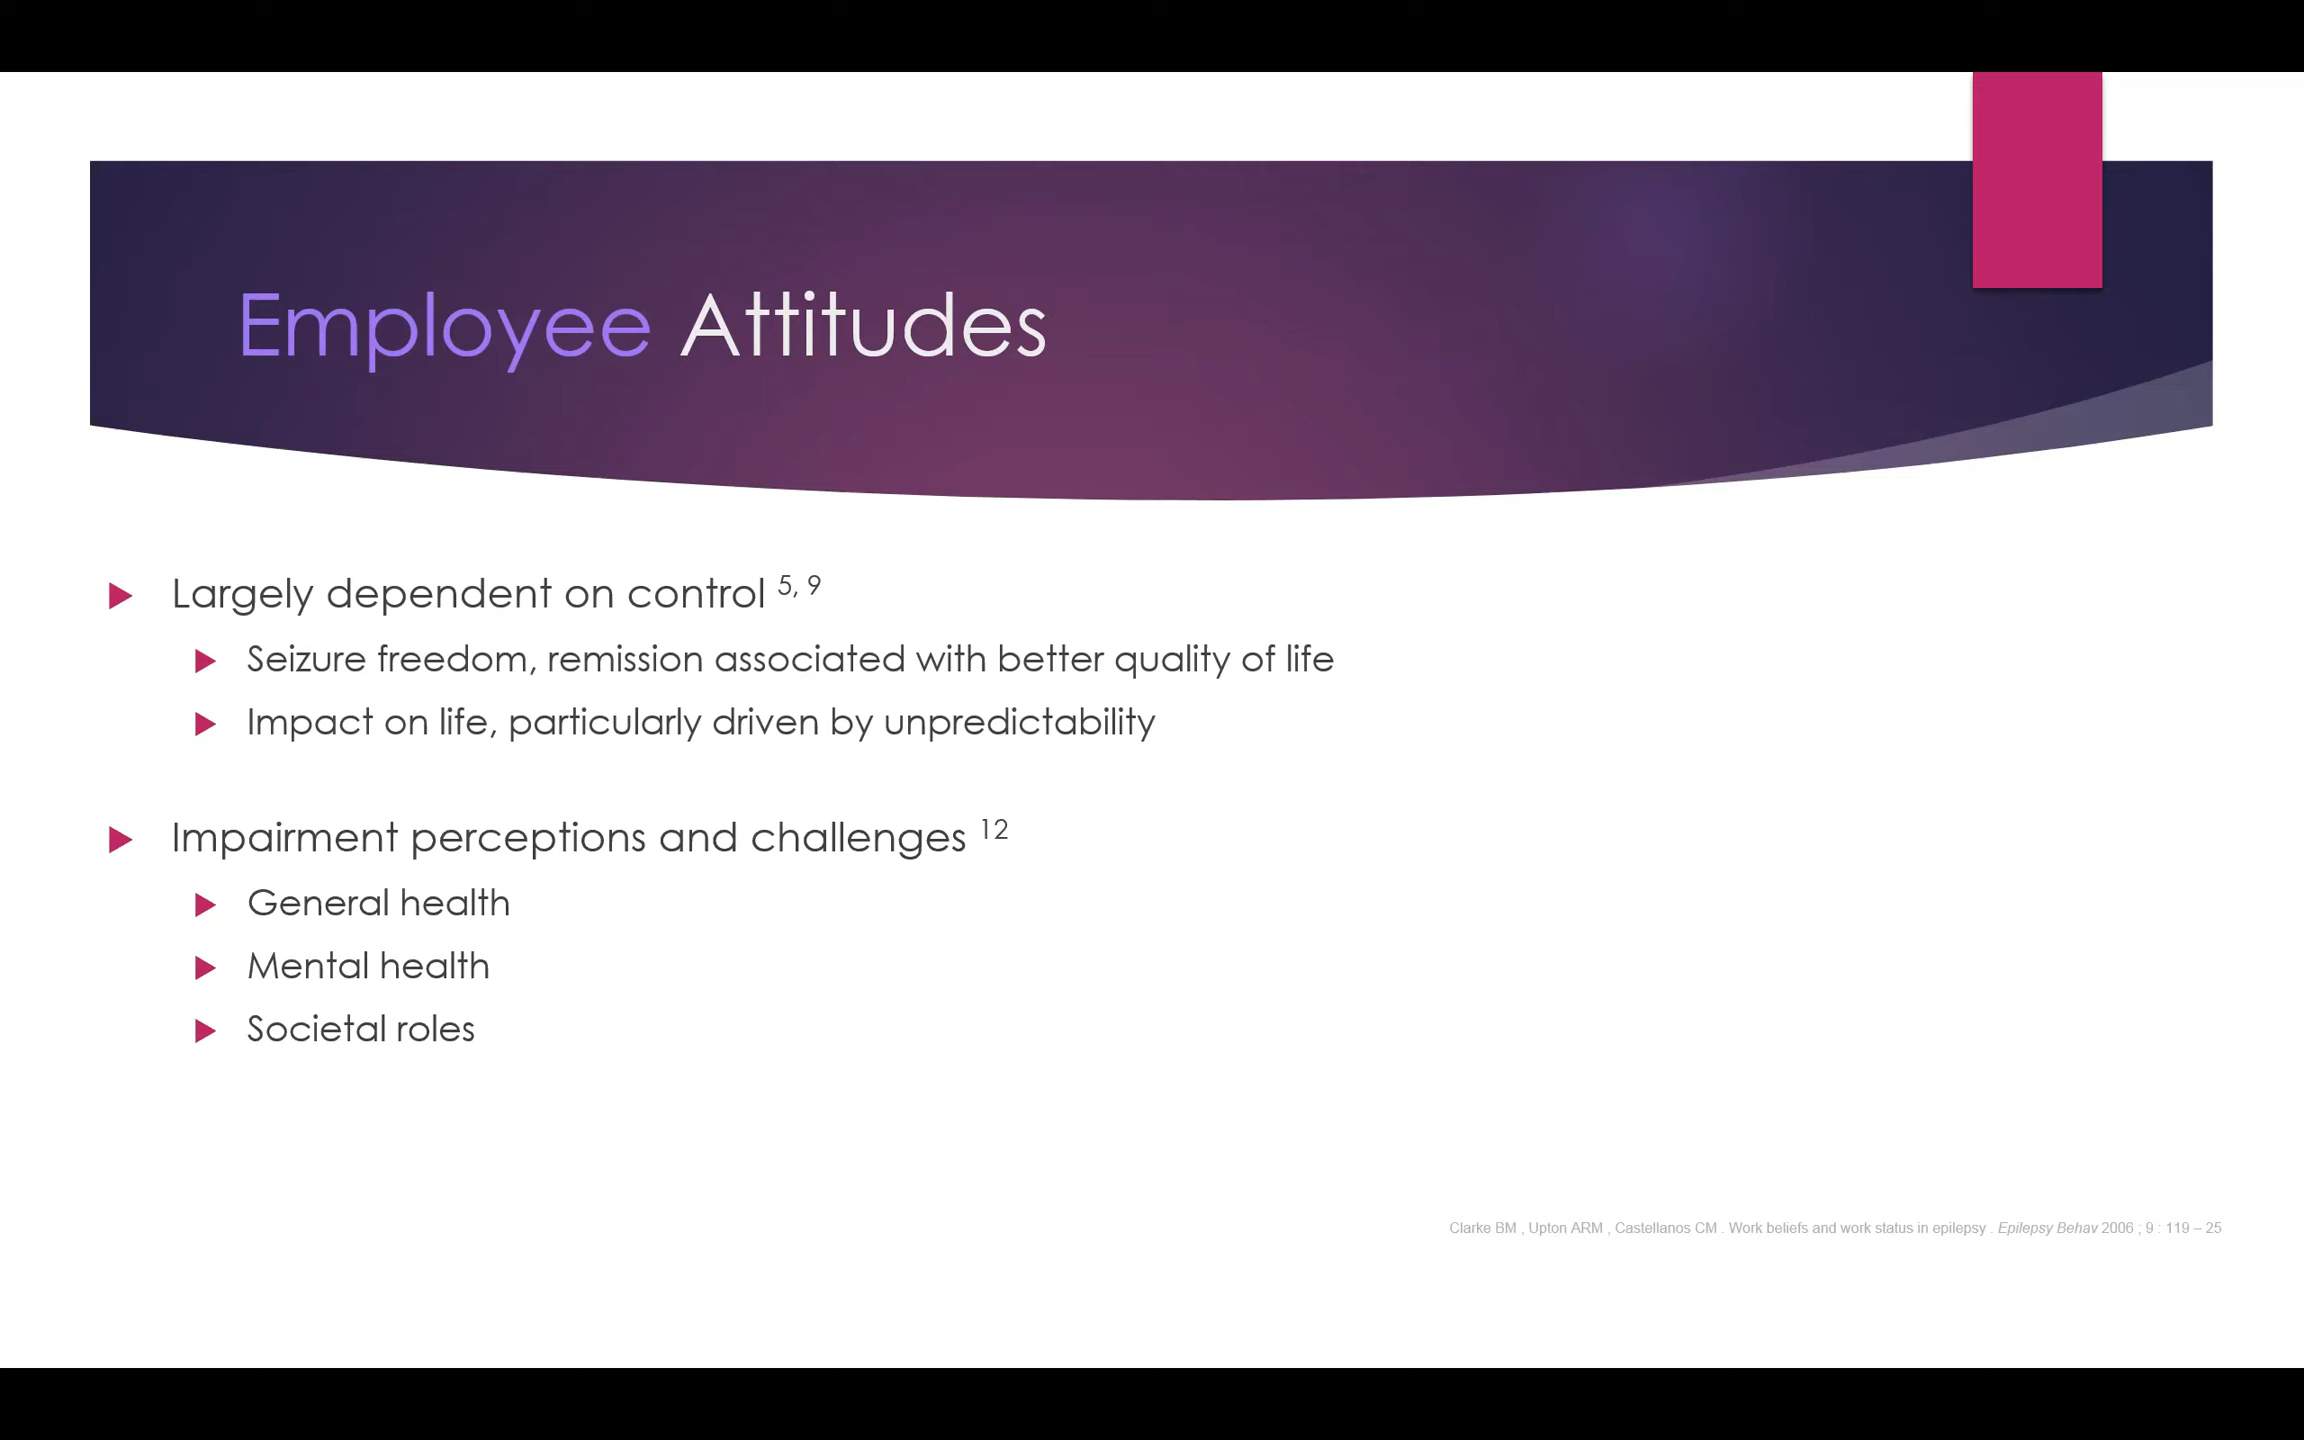 Employee Attitudes
Largely dependent on control 5, 9
Seizure freedom, remission associated with better quality of life
Impact on life, particularly driven by unpredictability
Impairment perceptions and challenges 12
General health
Mental health
Societal roles
Clarke BM , Upton ARM , Castellanos CM . Work beliefs and work status in epilepsy . Epilepsy Behav 2006 ; 9 : 119 – 25